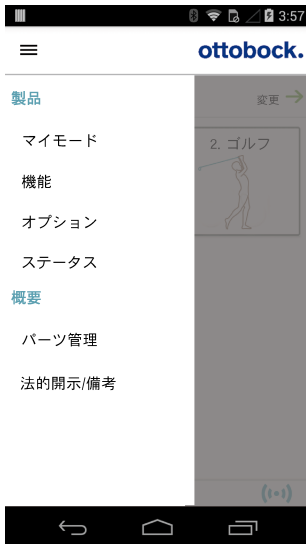 3:57
ottobock.
製品
変更
マイモード
2. ゴルフ
機能
オプション
ステータス
概要
パーツ管理
法的開示/備考